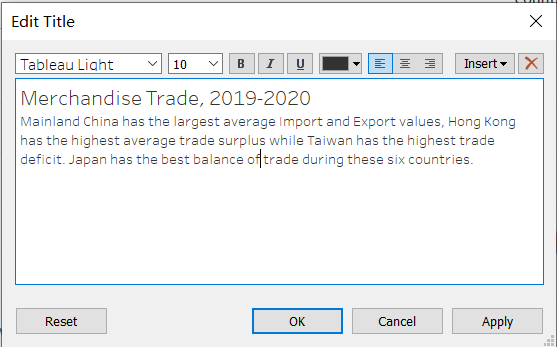 Edit Title
Tableau Light 10 B I U Insert
Merchandise Trade, 2019-2020
Mainland China has the largest average Import and Export values, Hong Kong
has the highest average trade surplus while Taiwan has the highest trade
deficit. Japan has the best balance of trade during these six countries.
Reset OK Cancel Apply